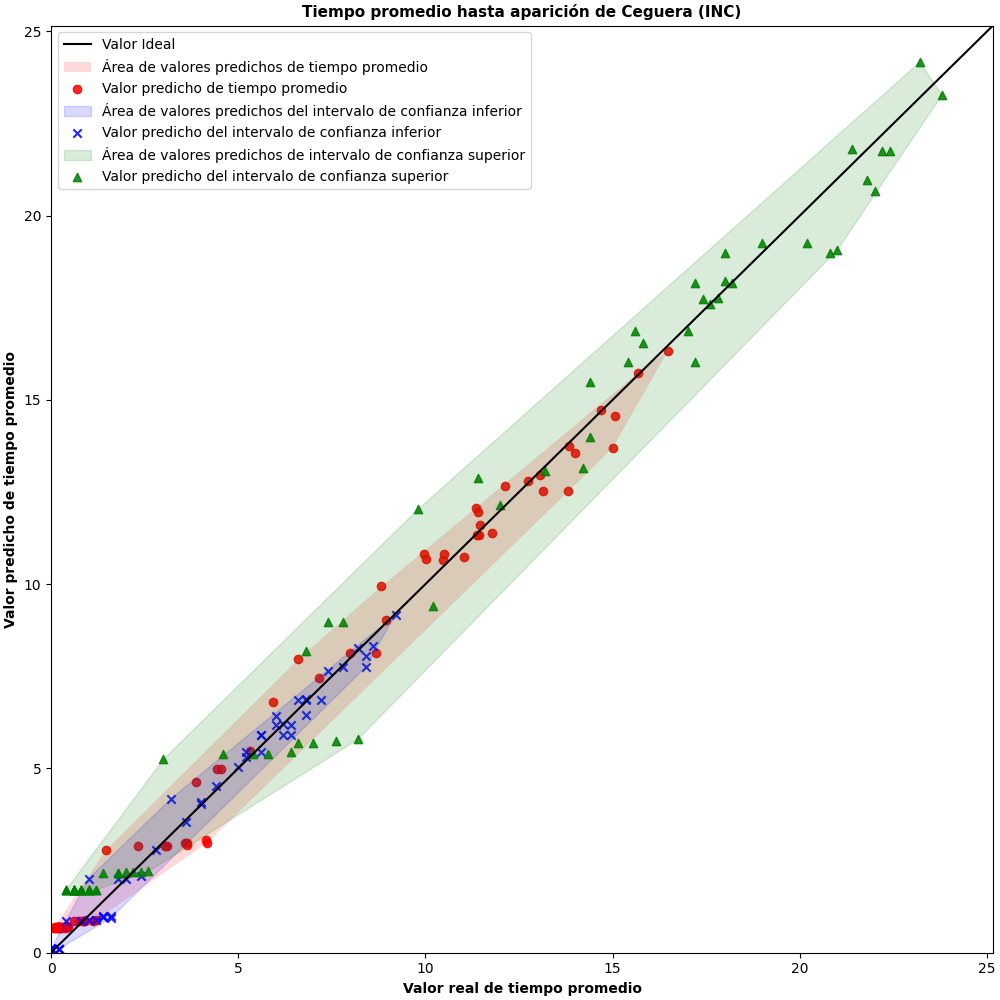 Tiempo promedio hasta aparición de Ceguera (INC)
Valor Ideal
Área de valores predichos de tiempo promedio
Valor predicho de tiempo promedio
Área de valores predichos del intervalo de confianza inferior
Valor predicho del intervalo de confianza inferior
Área de valores predichos de intervalo de confianza superior
Valor predicho del intervalo de confianza superior
25
20
15
10
5
0
Valor predicho de tiempo promedio
0 5 10 15 20 25
Valor real de tiempo promedio